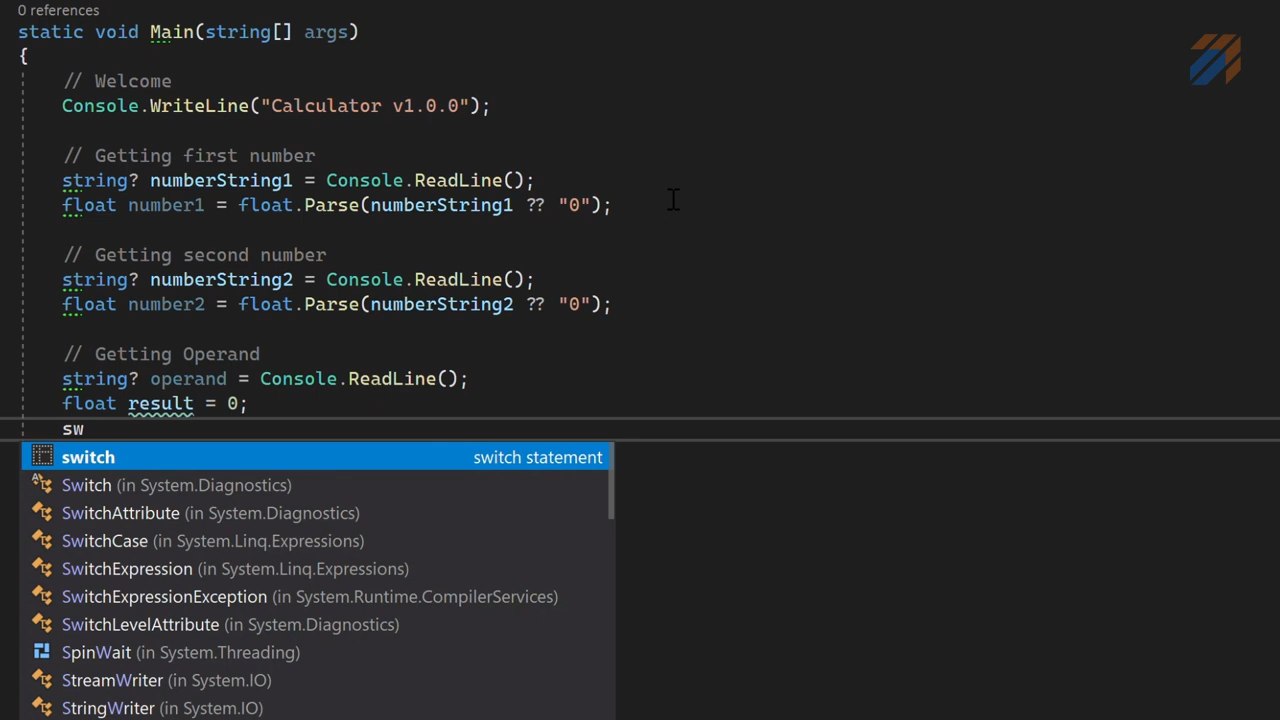 0 references
static void Main(string[] args)
{
// Welcome
Console.WriteLine("Calculator v1.0.0");
// Getting first number
string? numberString1 = Console.ReadLine();
float number1 = float.Parse(numberString1 ?? "0");
// Getting second number
string? numberString2 = Console.ReadLine();
float number2 = float.Parse(numberString2 ?? "0");
// Getting Operand
string? operand = Console.ReadLine();
float result = 0;
sw
switch switch statement
Switch (in System.Diagnostics)
SwitchAttribute (in System.Diagnostics)
SwitchCase (in System.Linq.Expressions)
SwitchExpression (in System.Linq.Expressions)
SwitchExpressionException (in System.Runtime.CompilerServices)
SwitchLevelAttribute (in System.Diagnostics)
SpinWait (in System.Threading)
StreamWriter (in System.IO)
StringWriter (in System.IO)